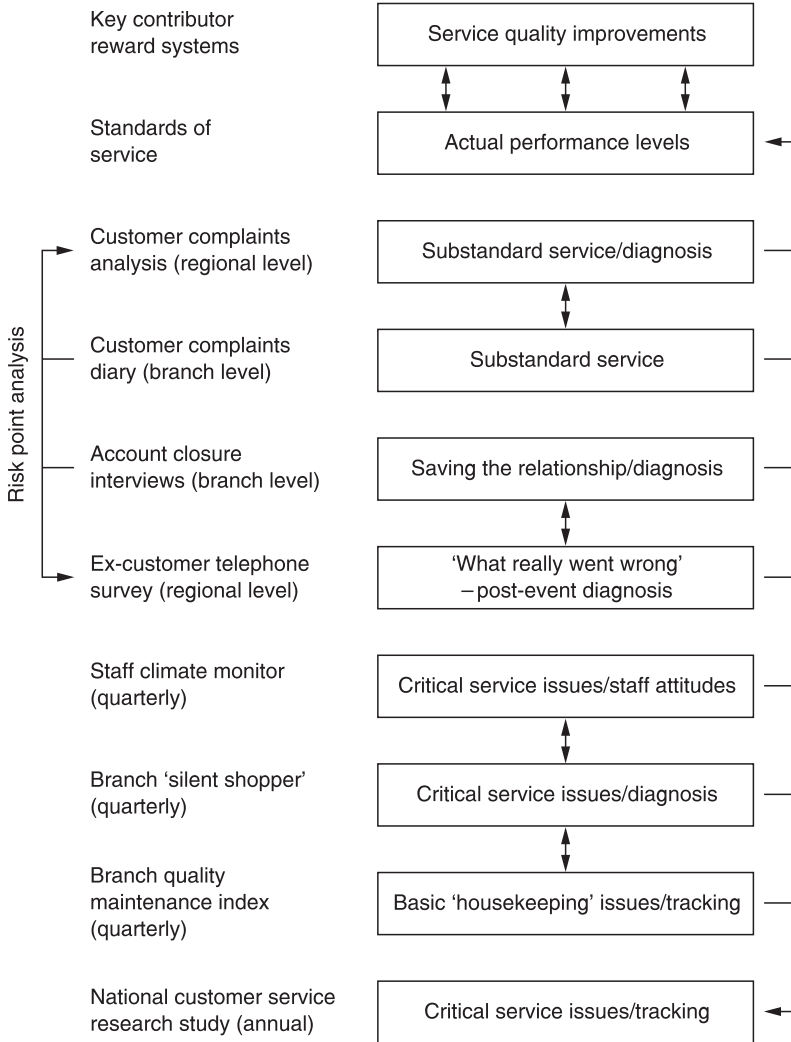 Key contributor
reward systems
Service quality improvements
Standards of
service
Actual performance levels
Risk point analysis
Customer complaints
analysis (regional level)
Substandard service/diagnosis
Customer complaints
diary (branch level)
Substandard service
Account closure
interviews (branch level)
Saving the relationship/diagnosis
Ex-customer telephone
survey (regional level)
‘What really went wrong’
–post-event diagnosis
Staff climate monitor
(quarterly)
Critical service issues/staff attitudes
Branch ‘silent shopper’
(quarterly)
Critical service issues/diagnosis
Branch quality
maintenance index
(quarterly)
Basic ‘housekeeping’ issues/tracking
National customer service
research study (annual)
Critical service issues/tracking